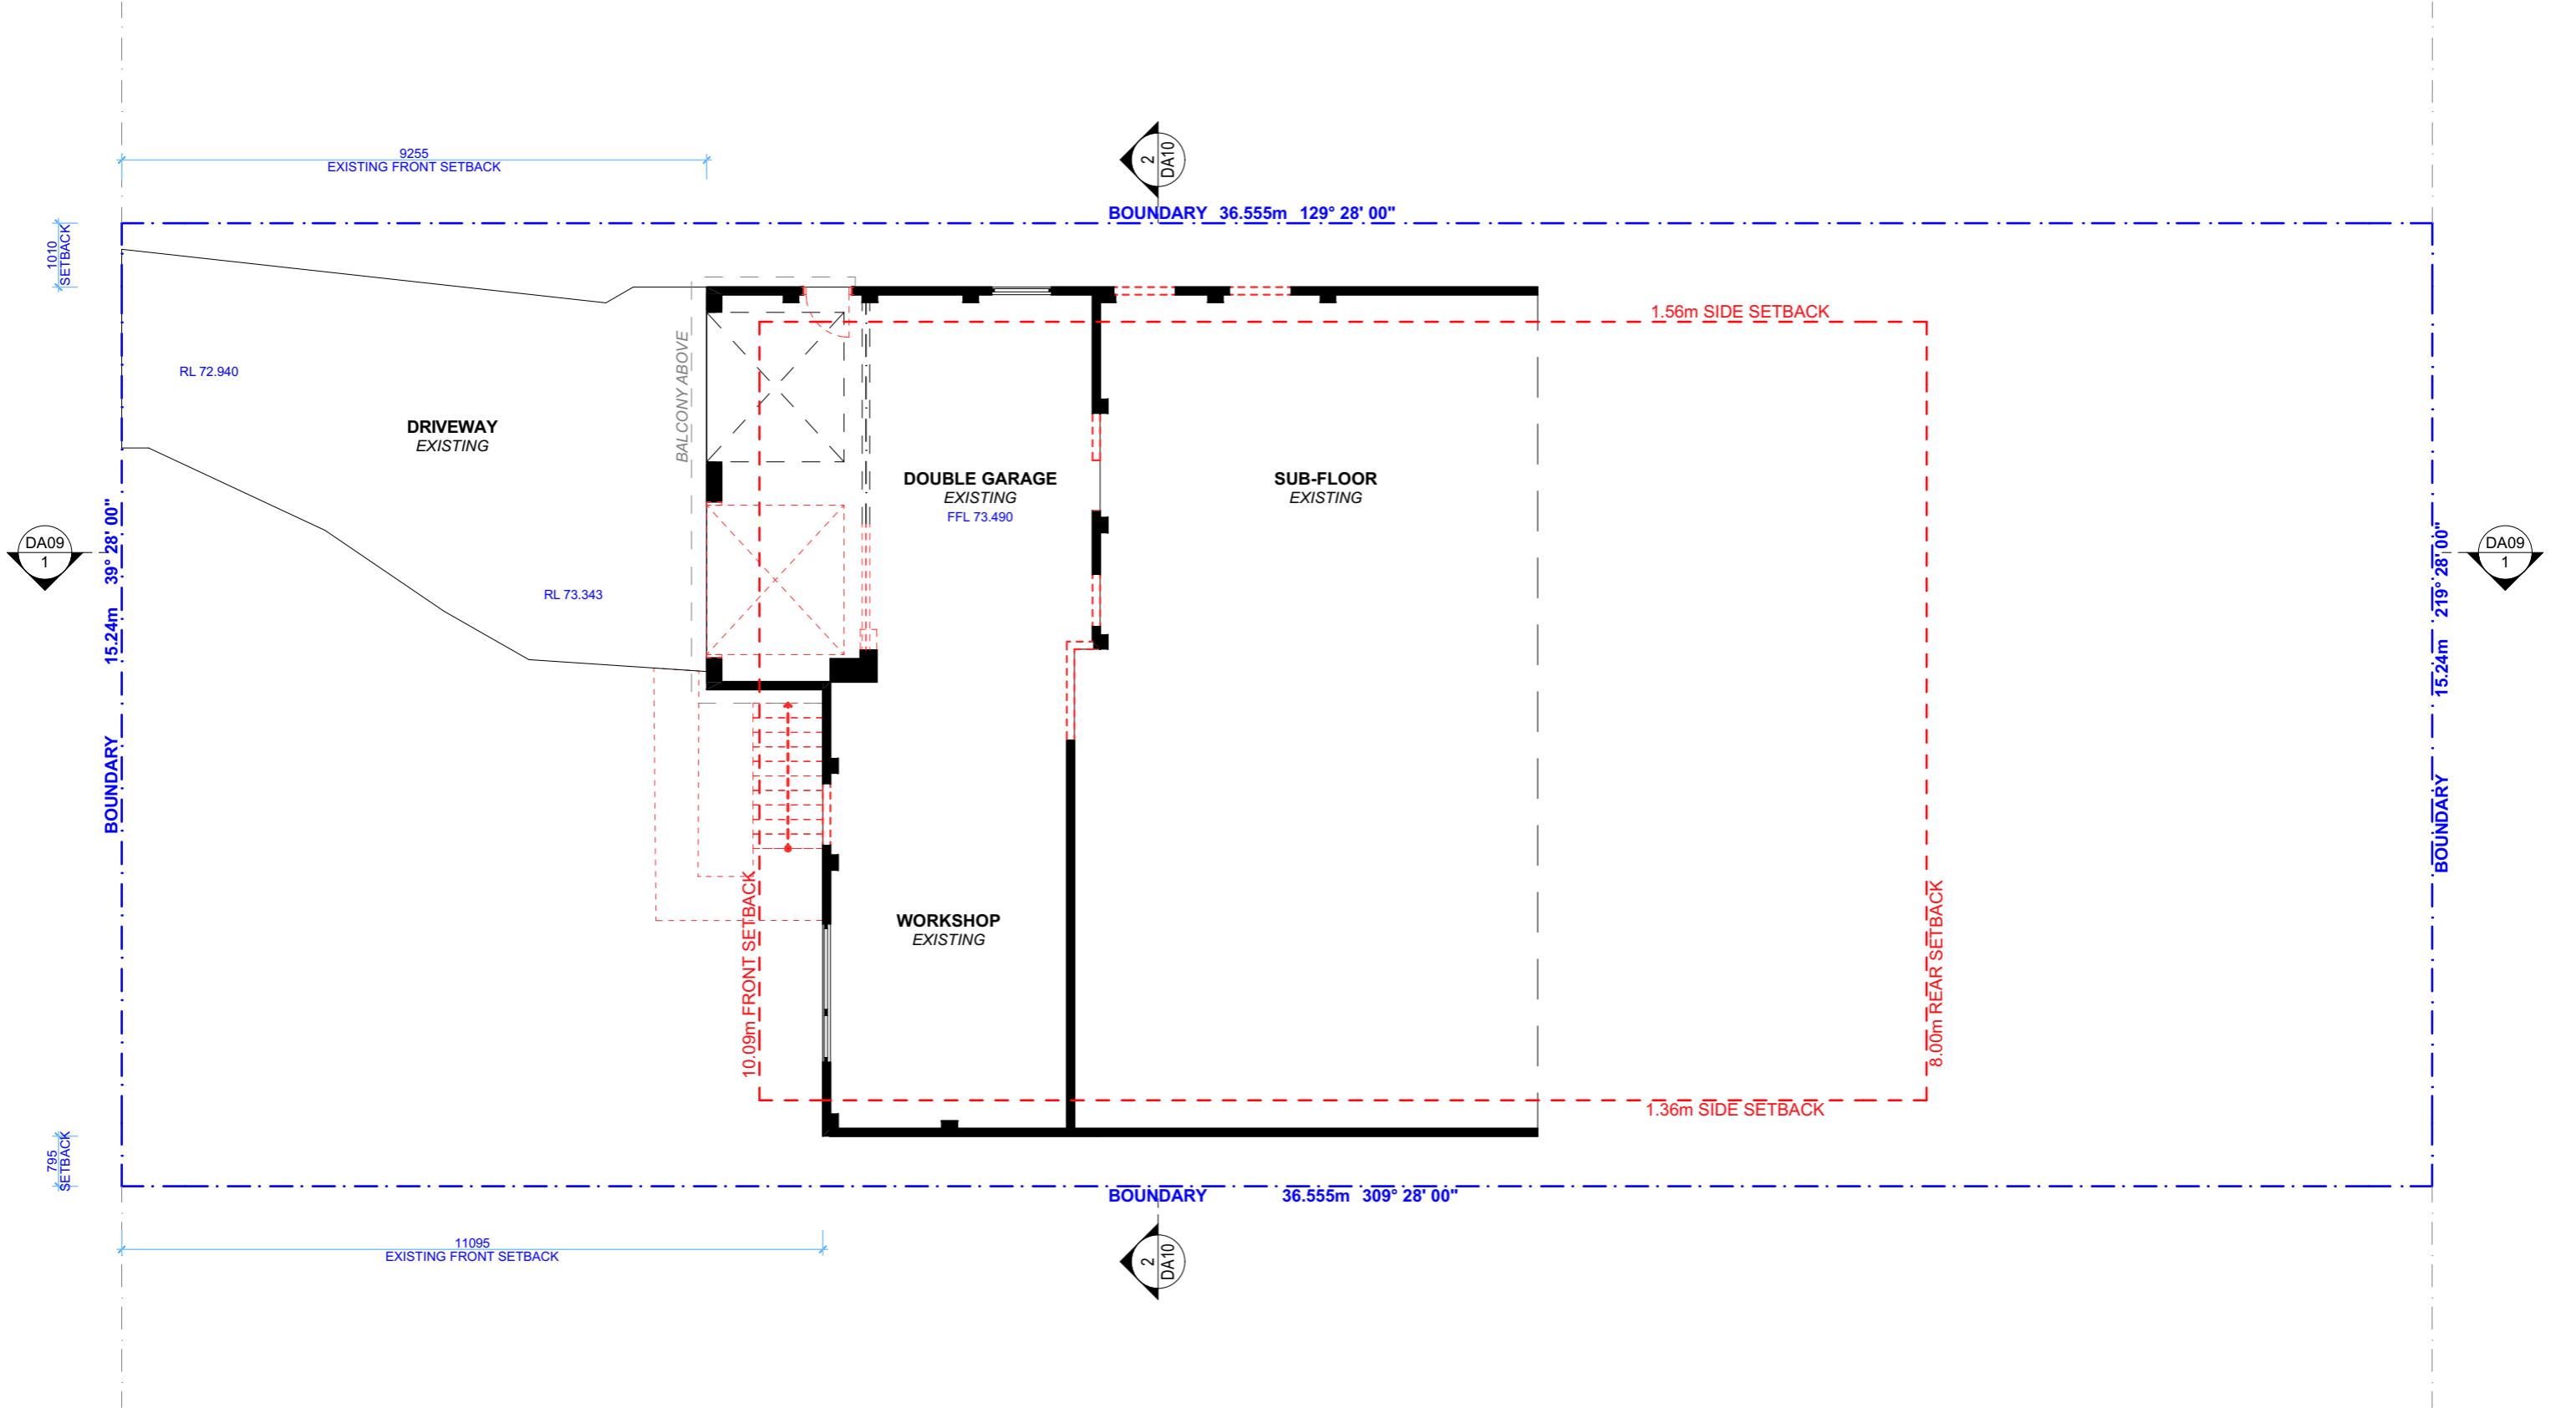 9255
EXISTING FRONT SETBACK
2
DA10
BOUNDARY 36.555m 129° 28' 00"
1010
SETBACK
1.56m SIDE SETBACK
RL 72.940
BALCONY ABOVE
DRIVEWAY
EXISTING
DOUBLE GARAGE
EXISTING
FFL 73.490
SUB-FLOOR
EXISTING
DA09
1
BOUNDARY 15.24m 39° 28' 00"
RL 73.343
DA09
1
BOUNDARY 15.24m 219° 28' 00"
10.09m FRONT SETBACK
WORKSHOP
EXISTING
8.00m REAR SETBACK
1.36m SIDE SETBACK
795
SETBACK
BOUNDARY 36.555m 309° 28' 00"
11095
EXISTING FRONT SETBACK
2
DA10